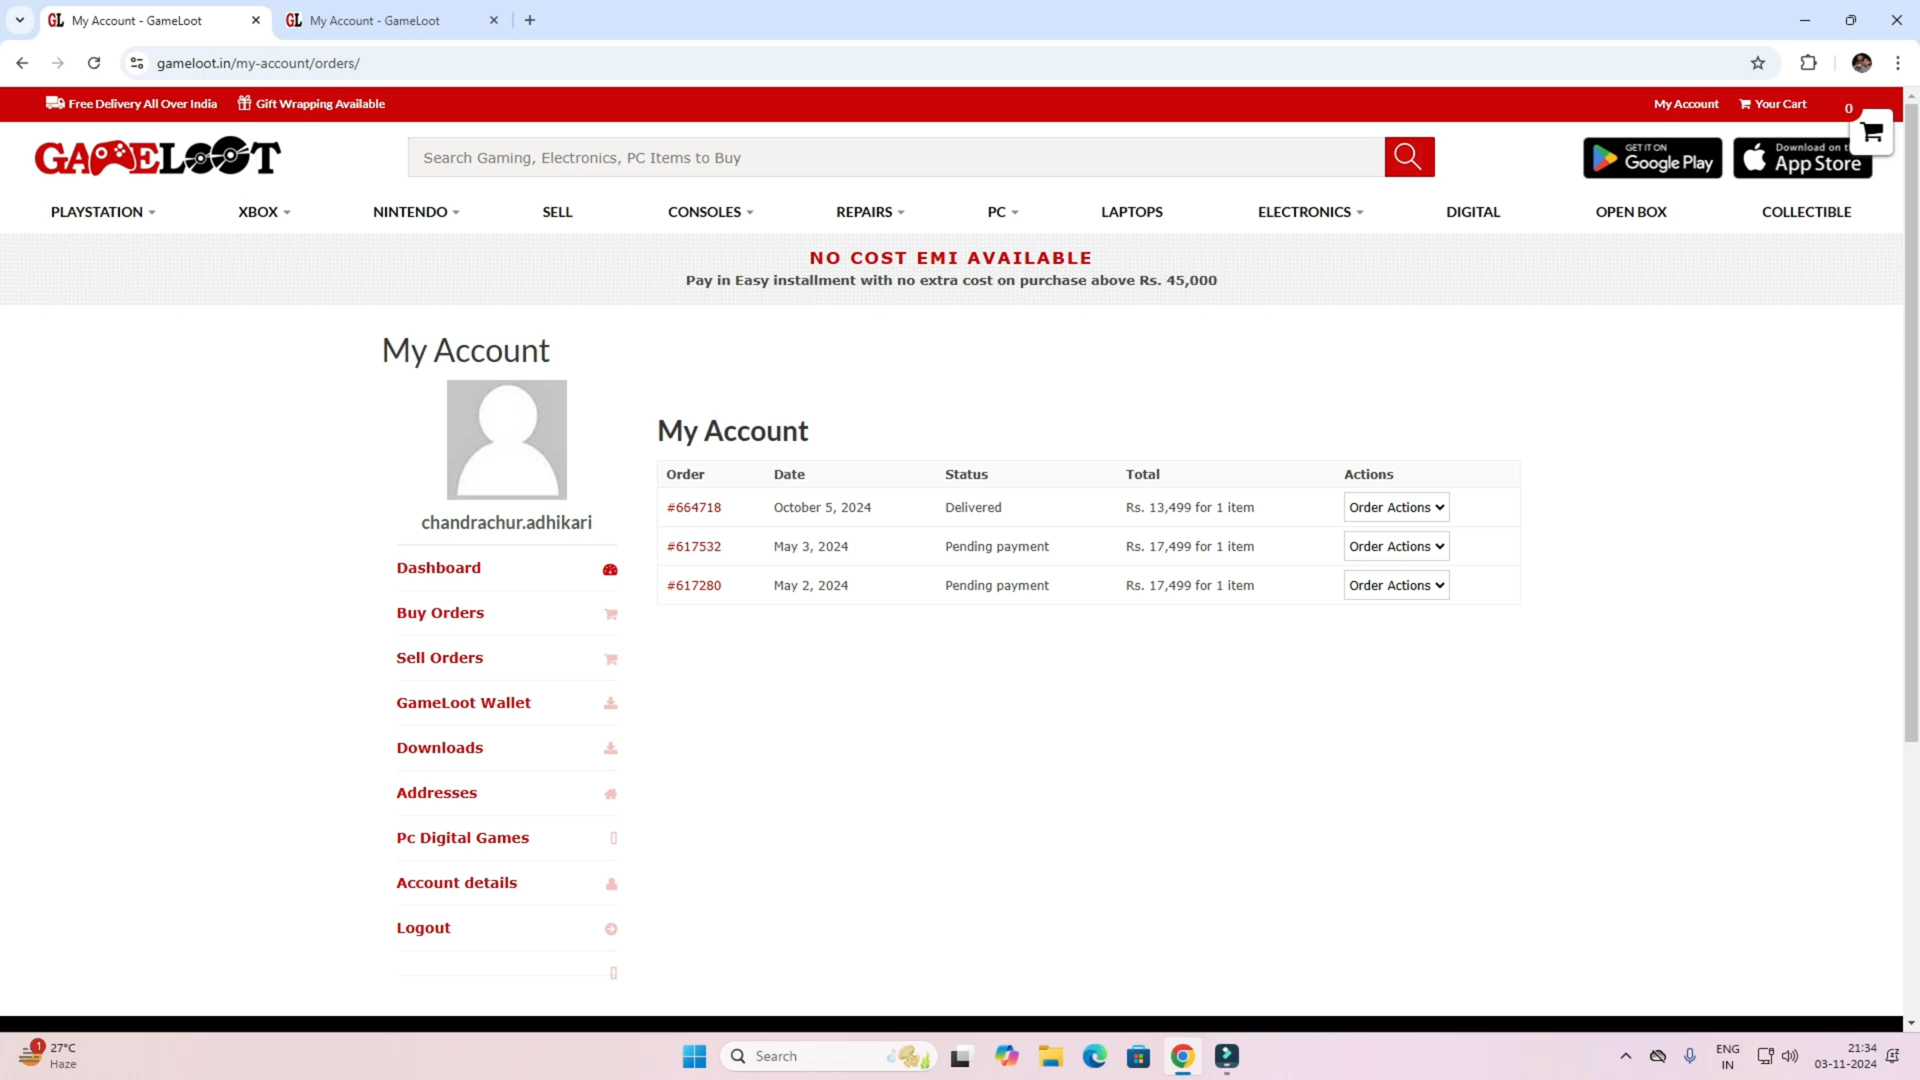 My Account - GameLoot
My Account - GameLoot
gameloot.in/my-account/orders/
Free Delivery All Over India
Gift Wrapping Available
My Account
Your Cart
0
GAMELOOT
Search Gaming, Electronics, PC Items to Buy
GET IT ON
Google Play
Download on t
App Store
PLAYSTATION
XBOX
NINTENDO
SELL
CONSOLES
REPAIRS
PC
LAPTOPS
ELECTRONICS
DIGITAL
OPEN BOX
COLLECTIBLE
NO COST EMI AVAILABLE
Pay in Easy installment with no extra cost on purchase above Rs. 45,000
My Account
chandrachur.adhikari
Dashboard
Buy Orders
Sell Orders
GameLoot Wallet
Downloads
Addresses
Pc Digital Games
Account details
Logout
My Account
Order Date Status Total Actions
#664718 October 5, 2024 Delivered Rs. 13,499 for 1 item Order Actions
#617532 May 3, 2024 Pending payment Rs. 17,499 for 1 item Order Actions
#617280 May 2, 2024 Pending payment Rs. 17,499 for 1 item Order Actions
1
27°C
Haze
Search
ENG
IN
21:34
03-11-2024